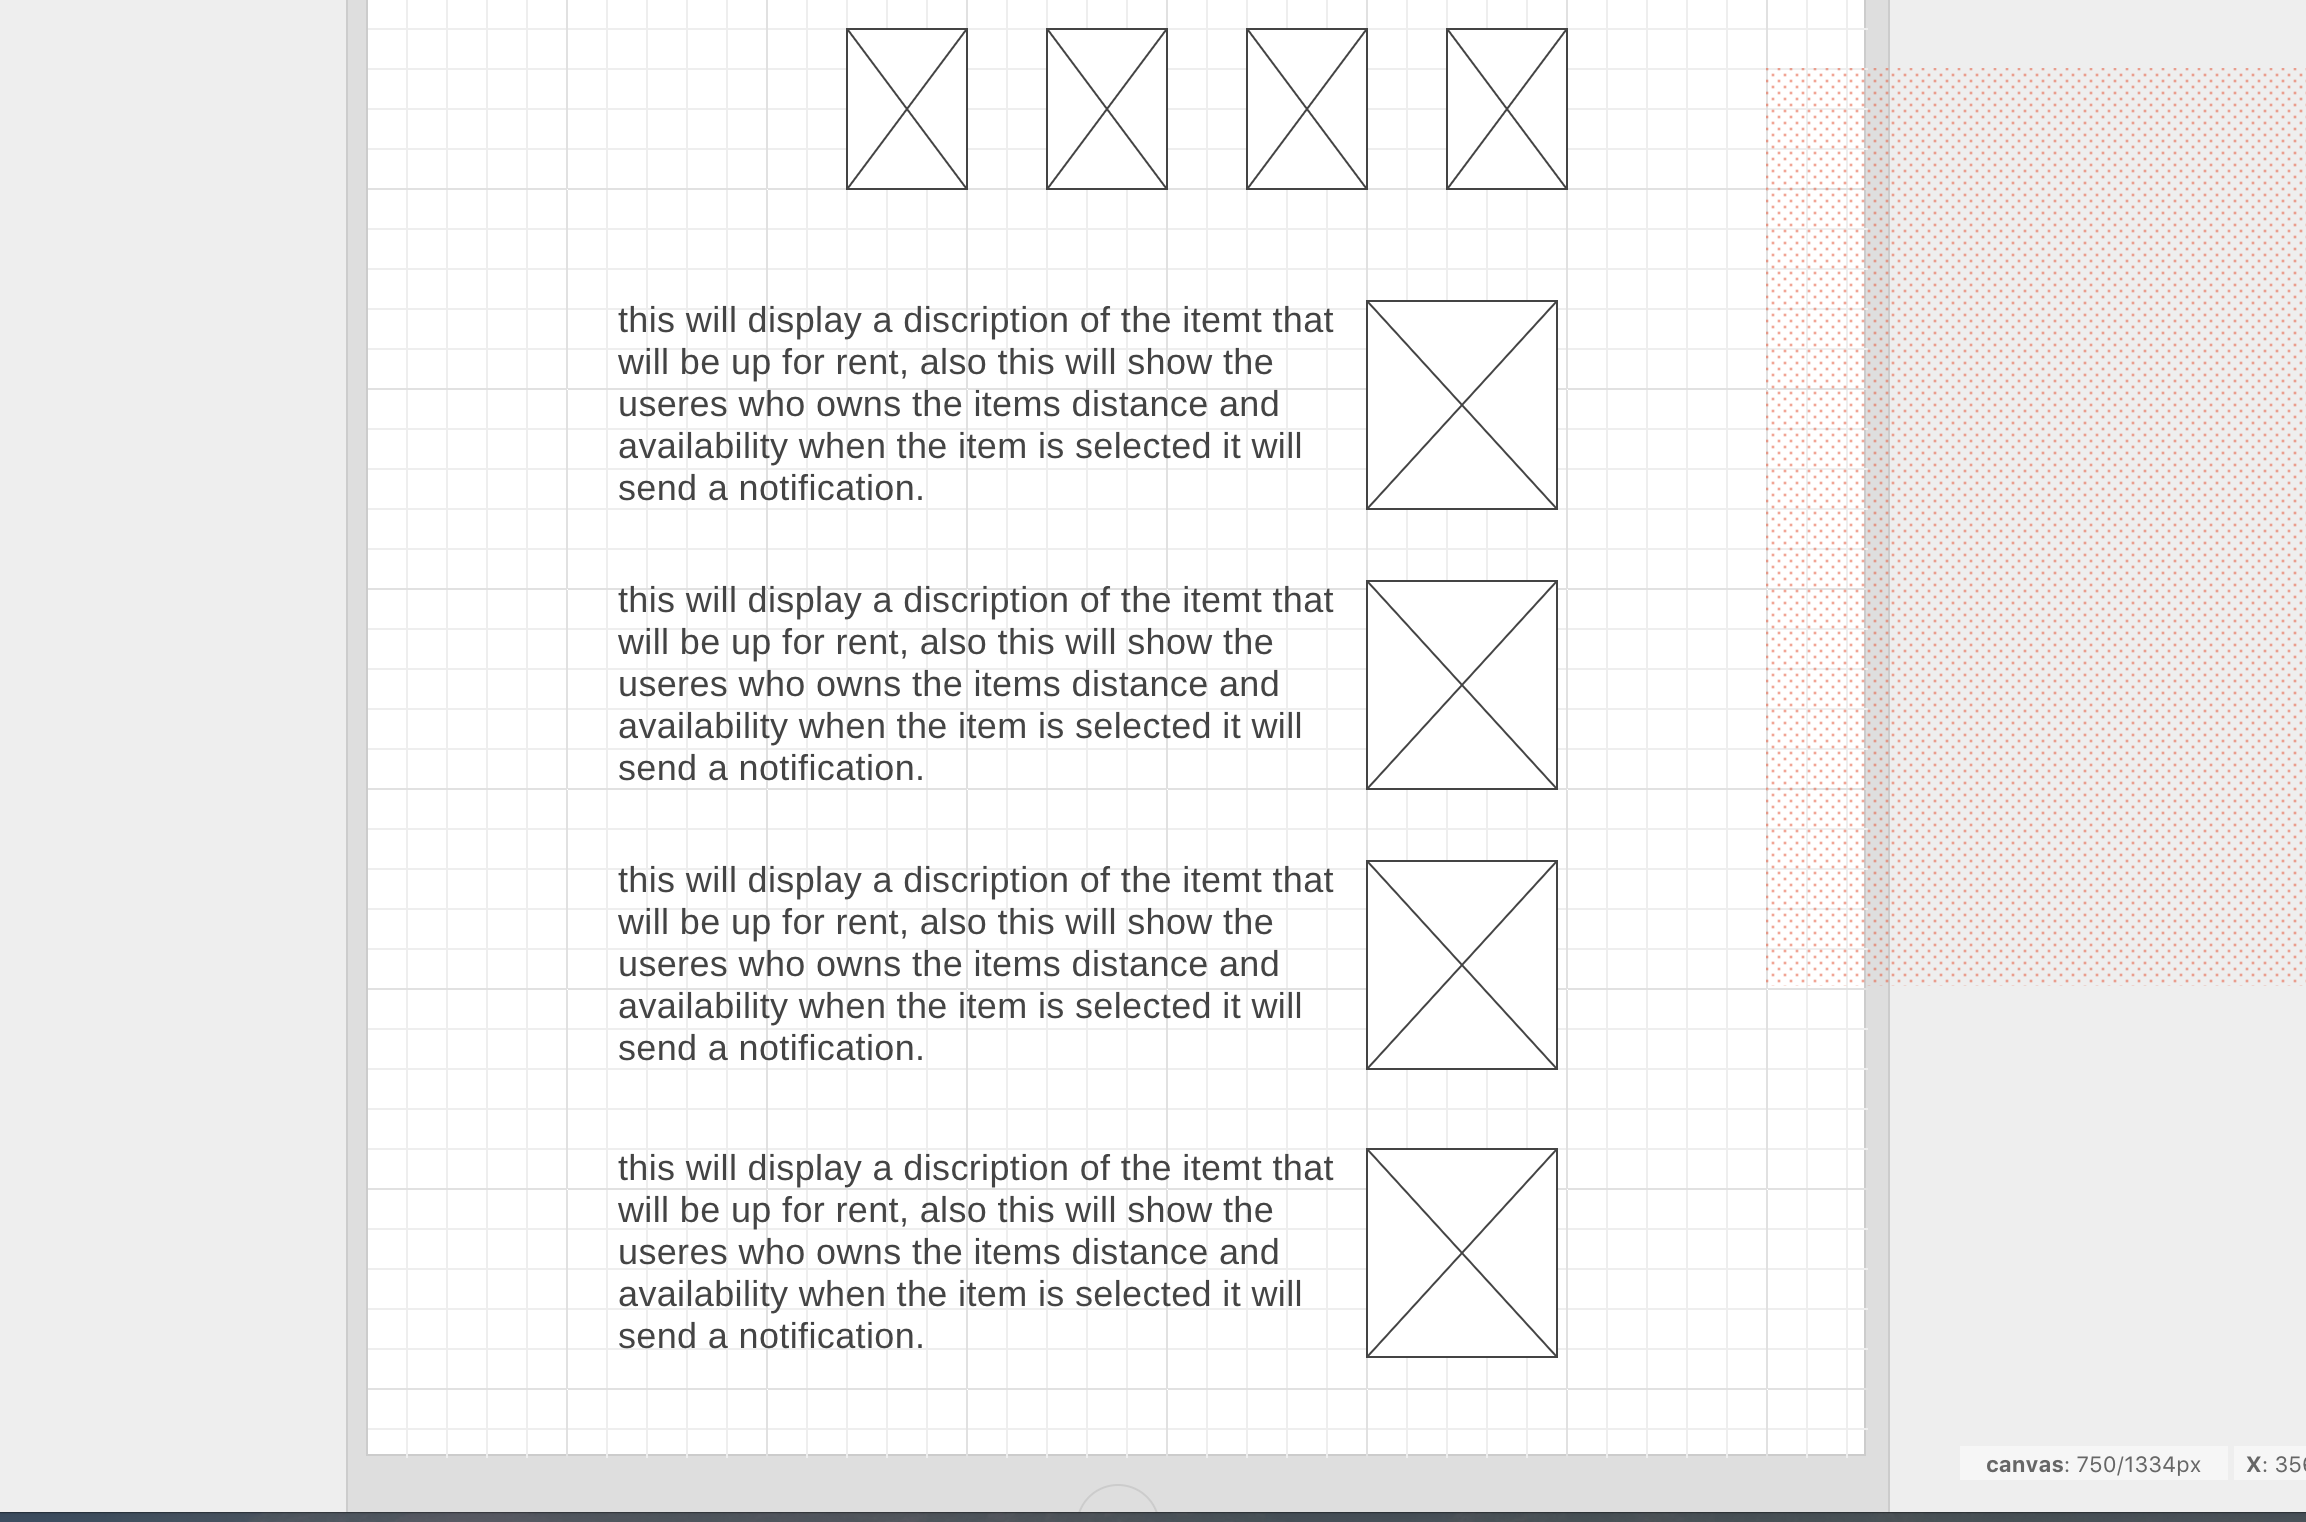 this will display a discription of the itemt that
will be up for rent, also this will show the
useres who owns the items distance and
availability when the item is selected it will
send a notification.
this will display a discription of the itemt that
will be up for rent, also this will show the
useres who owns the items distance and
availability when the item is selected it will
send a notification.
this will display a discription of the itemt that
will be up for rent, also this will show the
useres who owns the items distance and
availability when the item is selected it will
send a notification.
this will display a discription of the itemt that
will be up for rent, also this will show the
useres who owns the items distance and
availability when the item is selected it will
send a notification.
canvas: 750/1334px X: